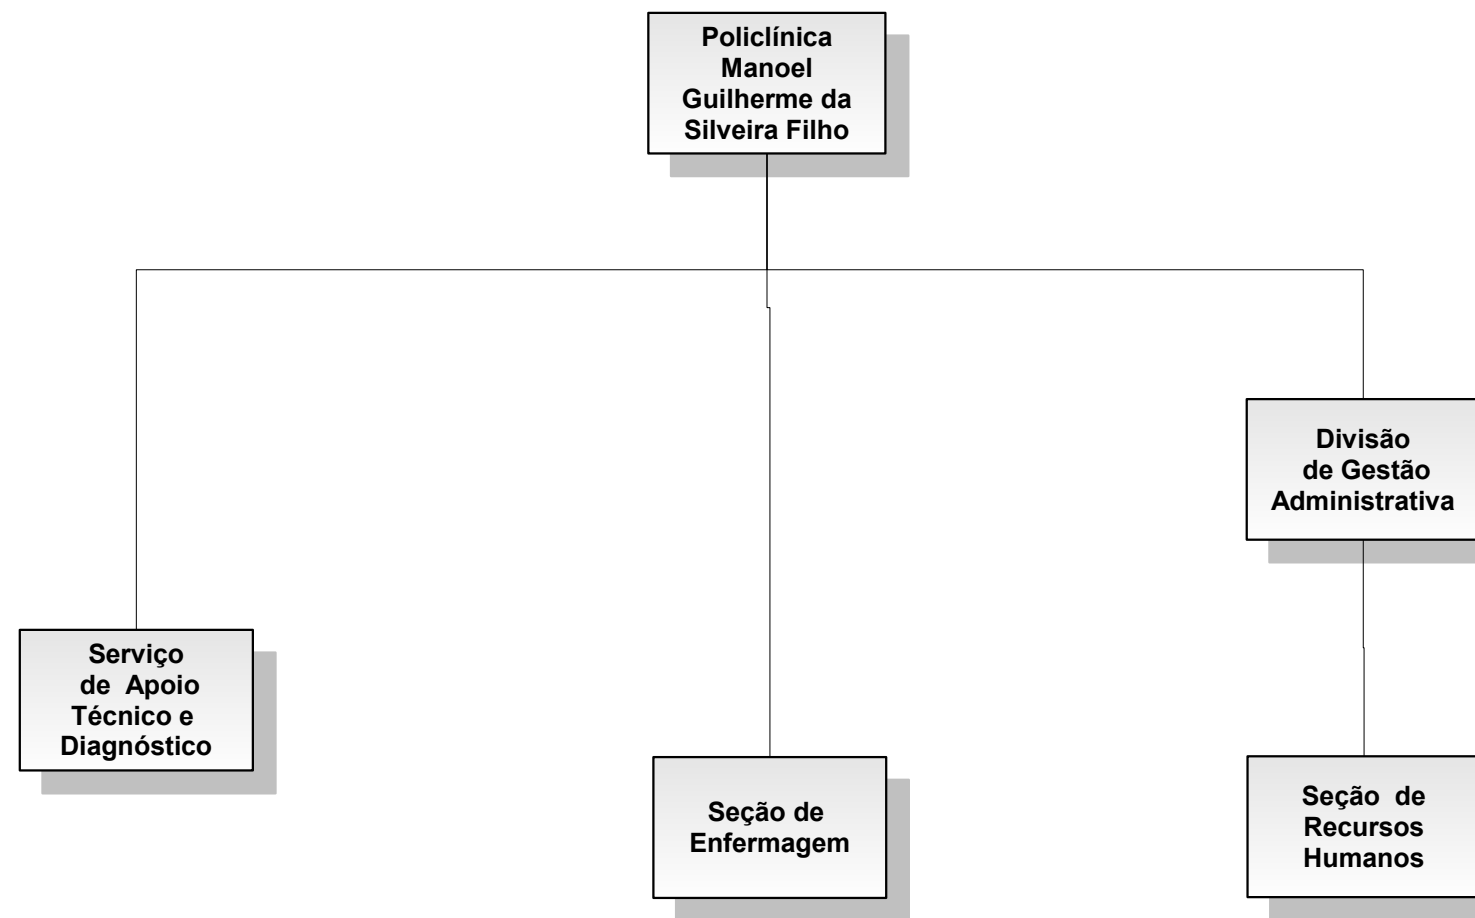 Policlínica
Manoel
Guilherme da
Silveira Filho
Divisão
de Gestão
Administrativa
Serviço
de Apoio
Técnico e
Diagnóstico
Seção de
Enfermagem
Seção de
Recursos
Humanos